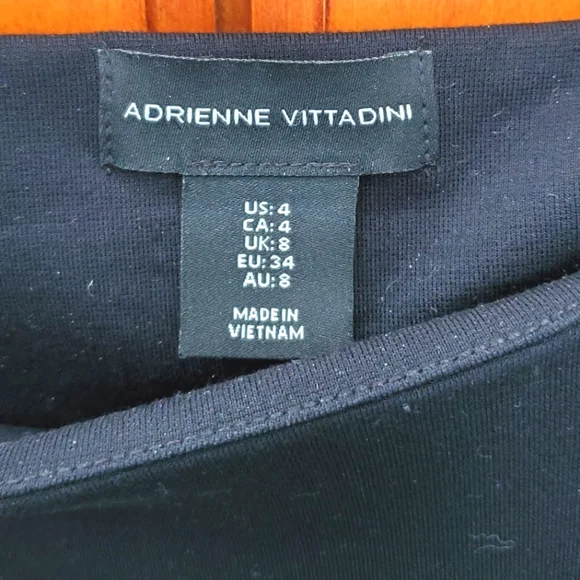 ADRIENNE VITTADINI
US: 4
CA: 4
UK: 8
EU: 34
AU: 8
MADE IN
VIETNAM